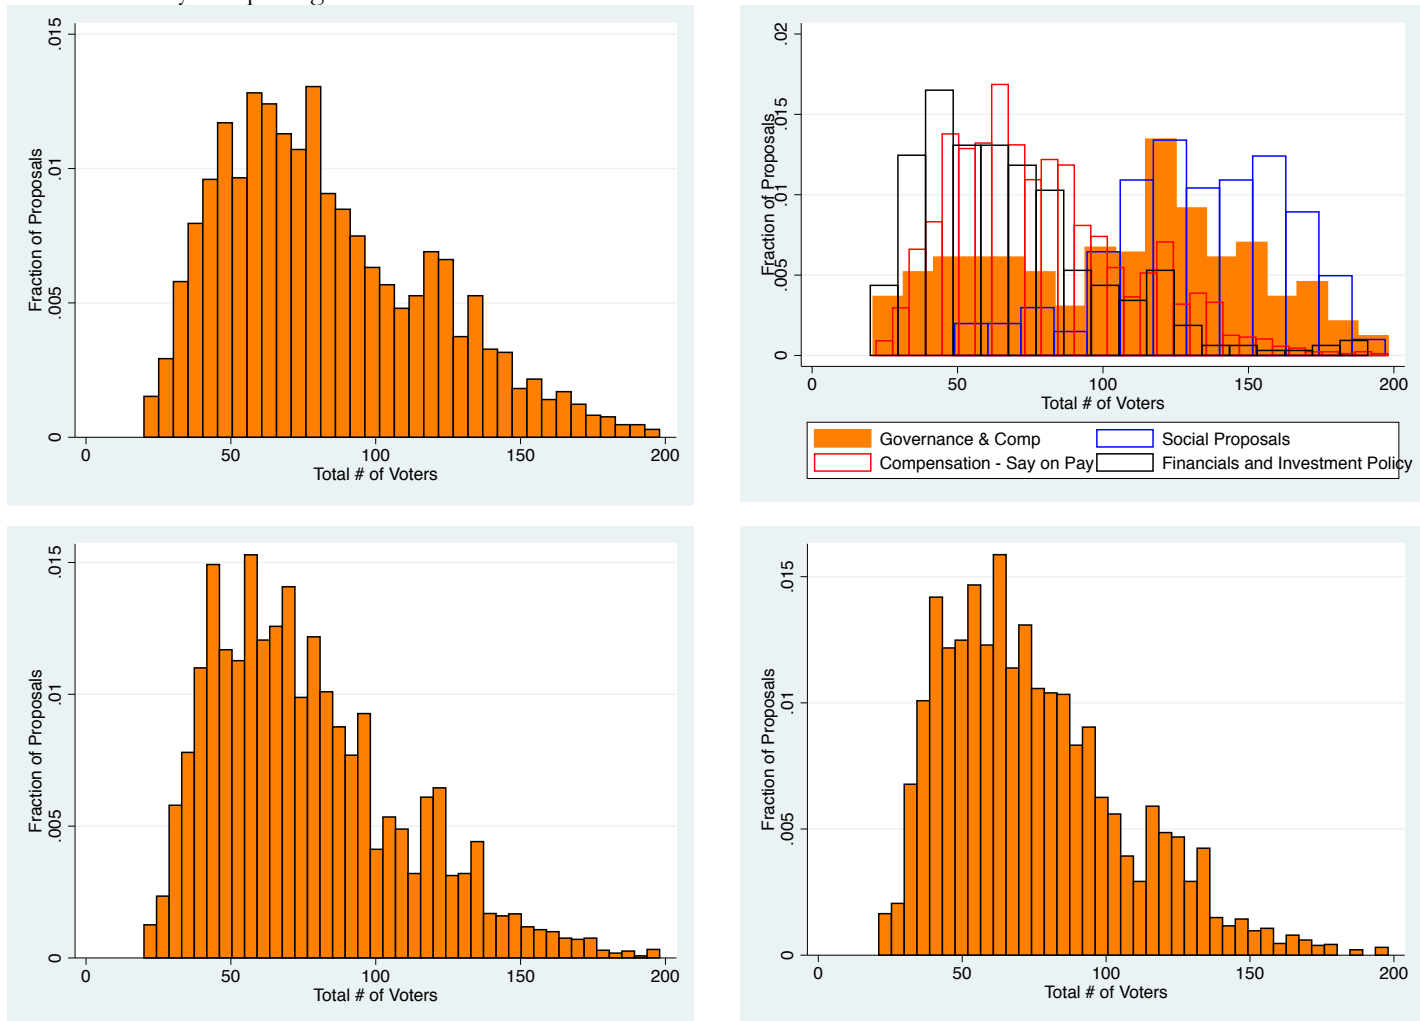 .015
.01
.005
0
Fraction of Proposals
0 50 100 150 200
Total # of Voters
.02
.015
.01
.005
0
Fraction of Proposals
0 50 100 150 200
Total # of Voters
Governance & Comp Social Proposals
Compensation - Say on Pay Financials and Investment Policy
.015
.01
.005
0
Fraction of Proposals
0 50 100 150 200
Total # of Voters
.015
.01
.005
0
Fraction of Proposals
0 50 100 150 200
Total # of Voters